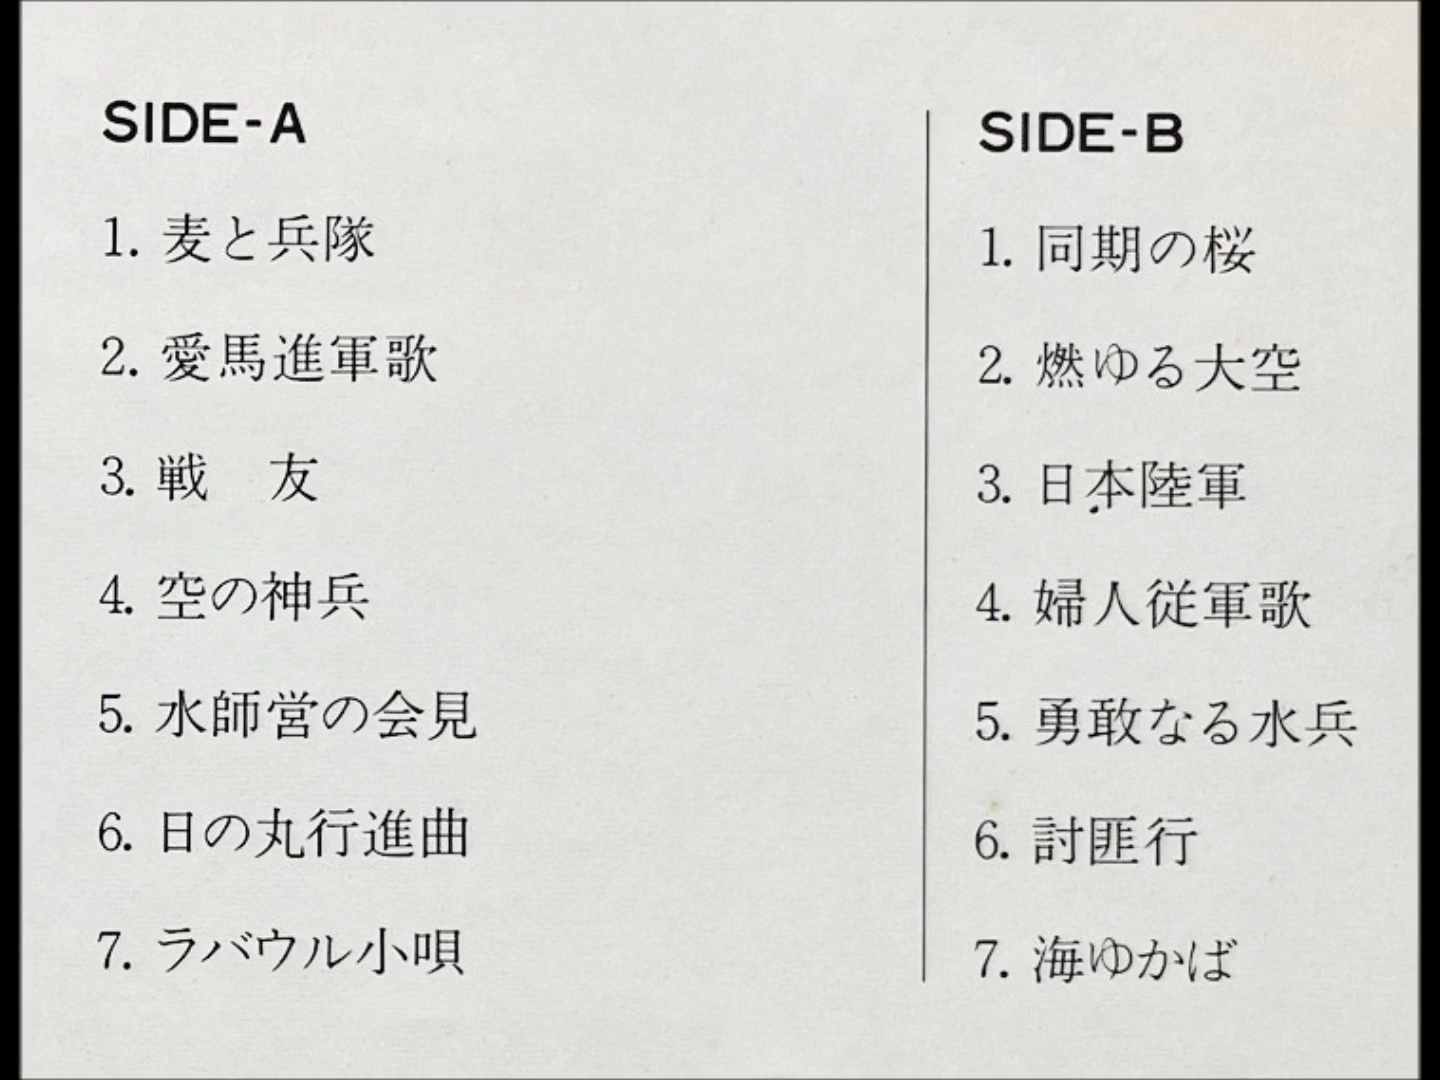 SIDE-A
1. 麦と兵隊
2. 愛馬進軍歌
3. 戦　友
4. 空の神兵
5. 水師営の会見
6. 日の丸行進曲
7. ラバウル小唄
SIDE-B
1. 同期の桜
2. 燃ゆる大空
3. 日本陸軍
4. 婦人従軍歌
5. 勇敢なる水兵
6. 討匪行
7. 海ゆかば